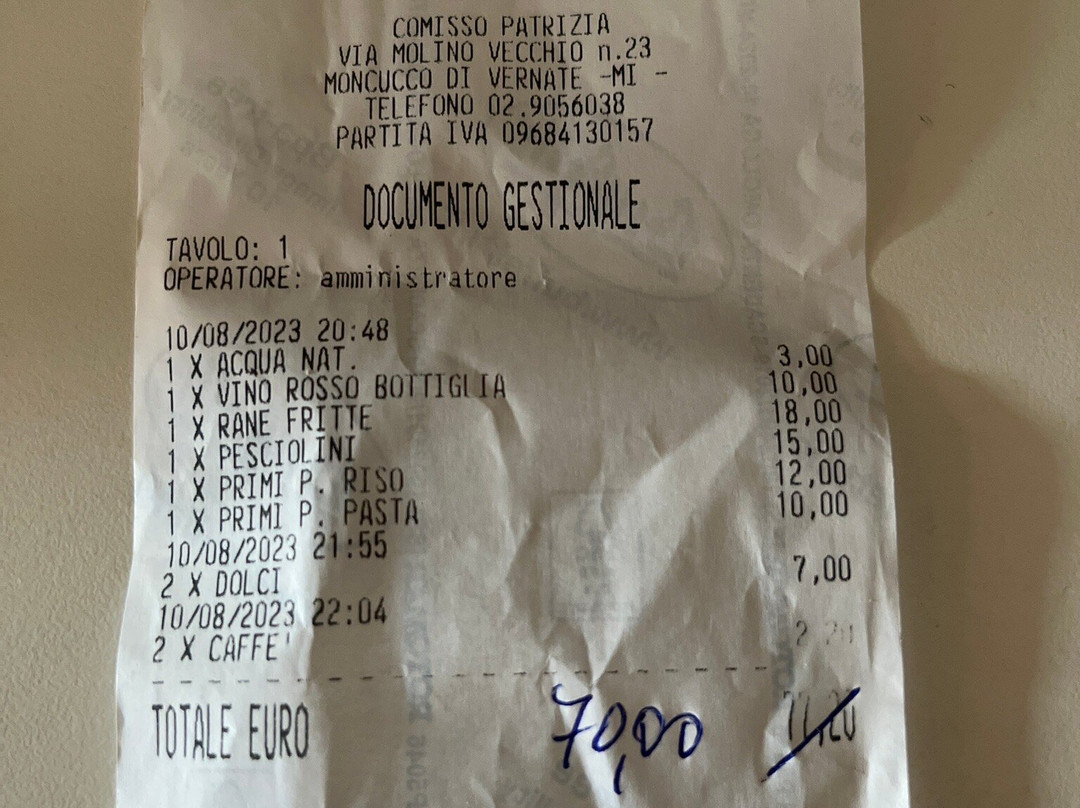 COMISSO PATRIZIA
VIA MOLINO VECCHIO n.23
MONCUCCO DI VERNATE -MI -
TELEFONO 02.9056038
PARTITA IVA 09684130157
DOCUMENTO GESTIONALE
TAVOLO: 1
OPERATORE: amministratore
10/08/2023 20:48
1 X ACQUA NAT. 3,00
1 X VINO ROSSO BOTTIGLIA 10,00
1 X RANE FRITTE 18,00
1 X PESCIOLINI 15,00
1 X PRIMI P. RISO 12,00
1 X PRIMI P. PASTA 10,00
10/08/2023 21:55
2 X DOLCI 7,00
10/08/2023 22:04
2 X CAFFE' 2,20
TOTALE EURO 70,00 77,20